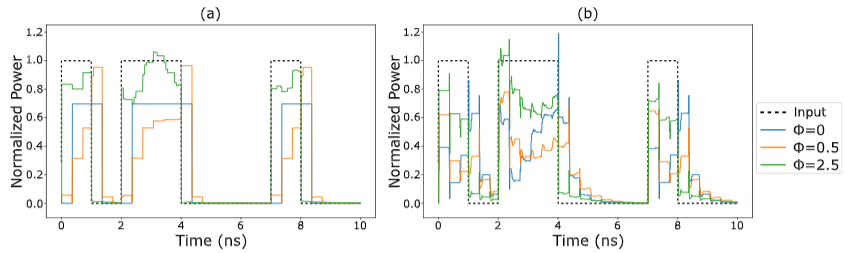 (a)
Normalized Power
1.2
1.0
0.8
0.6
0.4
0.2
0.0
0
2
4
6
8
10
Time (ns)
(b)
Normalized Power
1.2
1.0
0.8
0.6
0.4
0.2
0.0
0
2
4
6
8
10
Time (ns)
Input
Φ=0
Φ=0.5
Φ=2.5